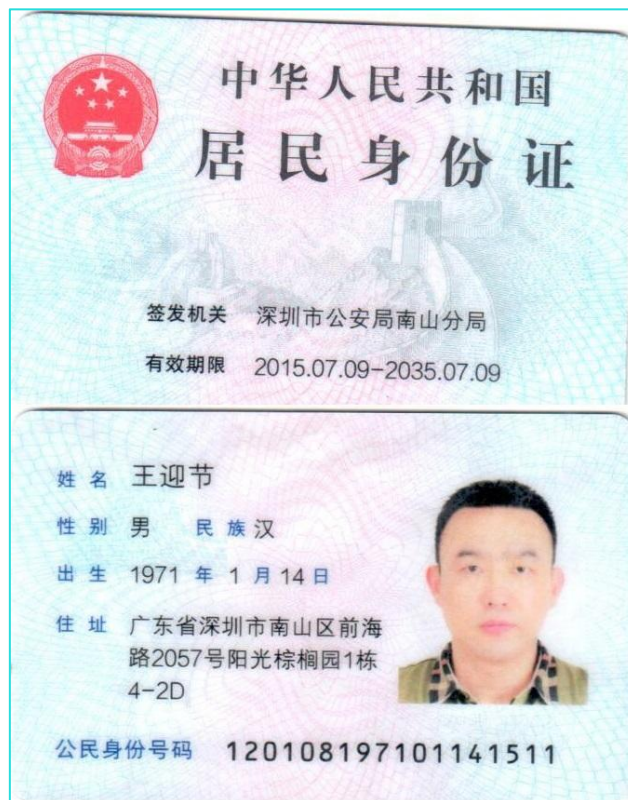 中华人民共和国
居民身份证
签发机关 深圳市公安局南山分局
有效期限 2015.07.09-2035.07.09
姓名 王迎节
性别 男 民族 汉
出生 1971 年 1 月 14 日
住址 广东省深圳市南山区前海
路2057号阳光棕榈园1栋
4-2D
公民身份号码 120108197101141511